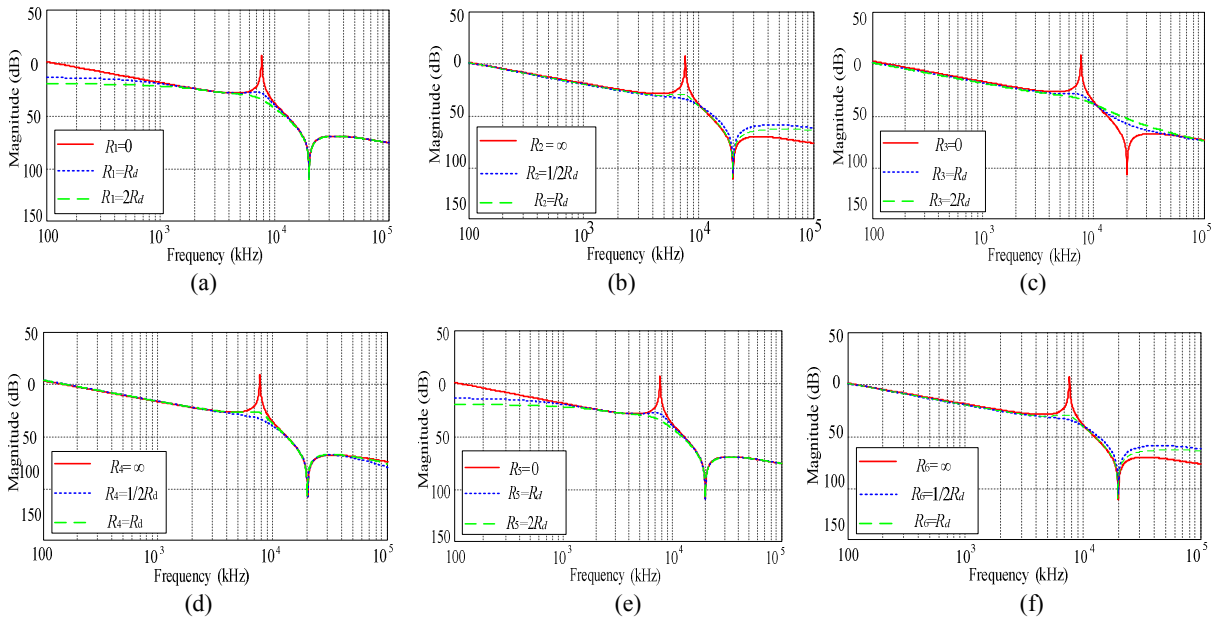 50
0
50
100
150
Magnitude (dB)
R1=0
R1=Rd
R1=2Rd
100
10^3
10^4
10^5
Frequency (kHz)
(a)
50
0
50
100
150
Magnitude (dB)
R2=∞
R2=1/2Rd
R2=Rd
100
10^3
10^4
10^5
Frequency (kHz)
(b)
50
0
50
100
150
Magnitude (dB)
R3=0
R3=Rd
R3=2Rd
100
10^3
10^4
10^5
Frequency (kHz)
(c)
50
0
50
100
150
Magnitude (dB)
R4=∞
R4=1/2Rd
R4=Rd
100
10^3
10^4
10^5
Frequency (kHz)
(d)
50
0
50
100
150
Magnitude (dB)
R5=0
R5=Rd
R5=2Rd
100
10^3
10^4
10^5
Frequency (kHz)
(e)
50
0
50
100
150
Magnitude (dB)
R6=∞
R6=1/2Rd
R6=Rd
100
10^3
10^4
10^5
Frequency (kHz)
(f)